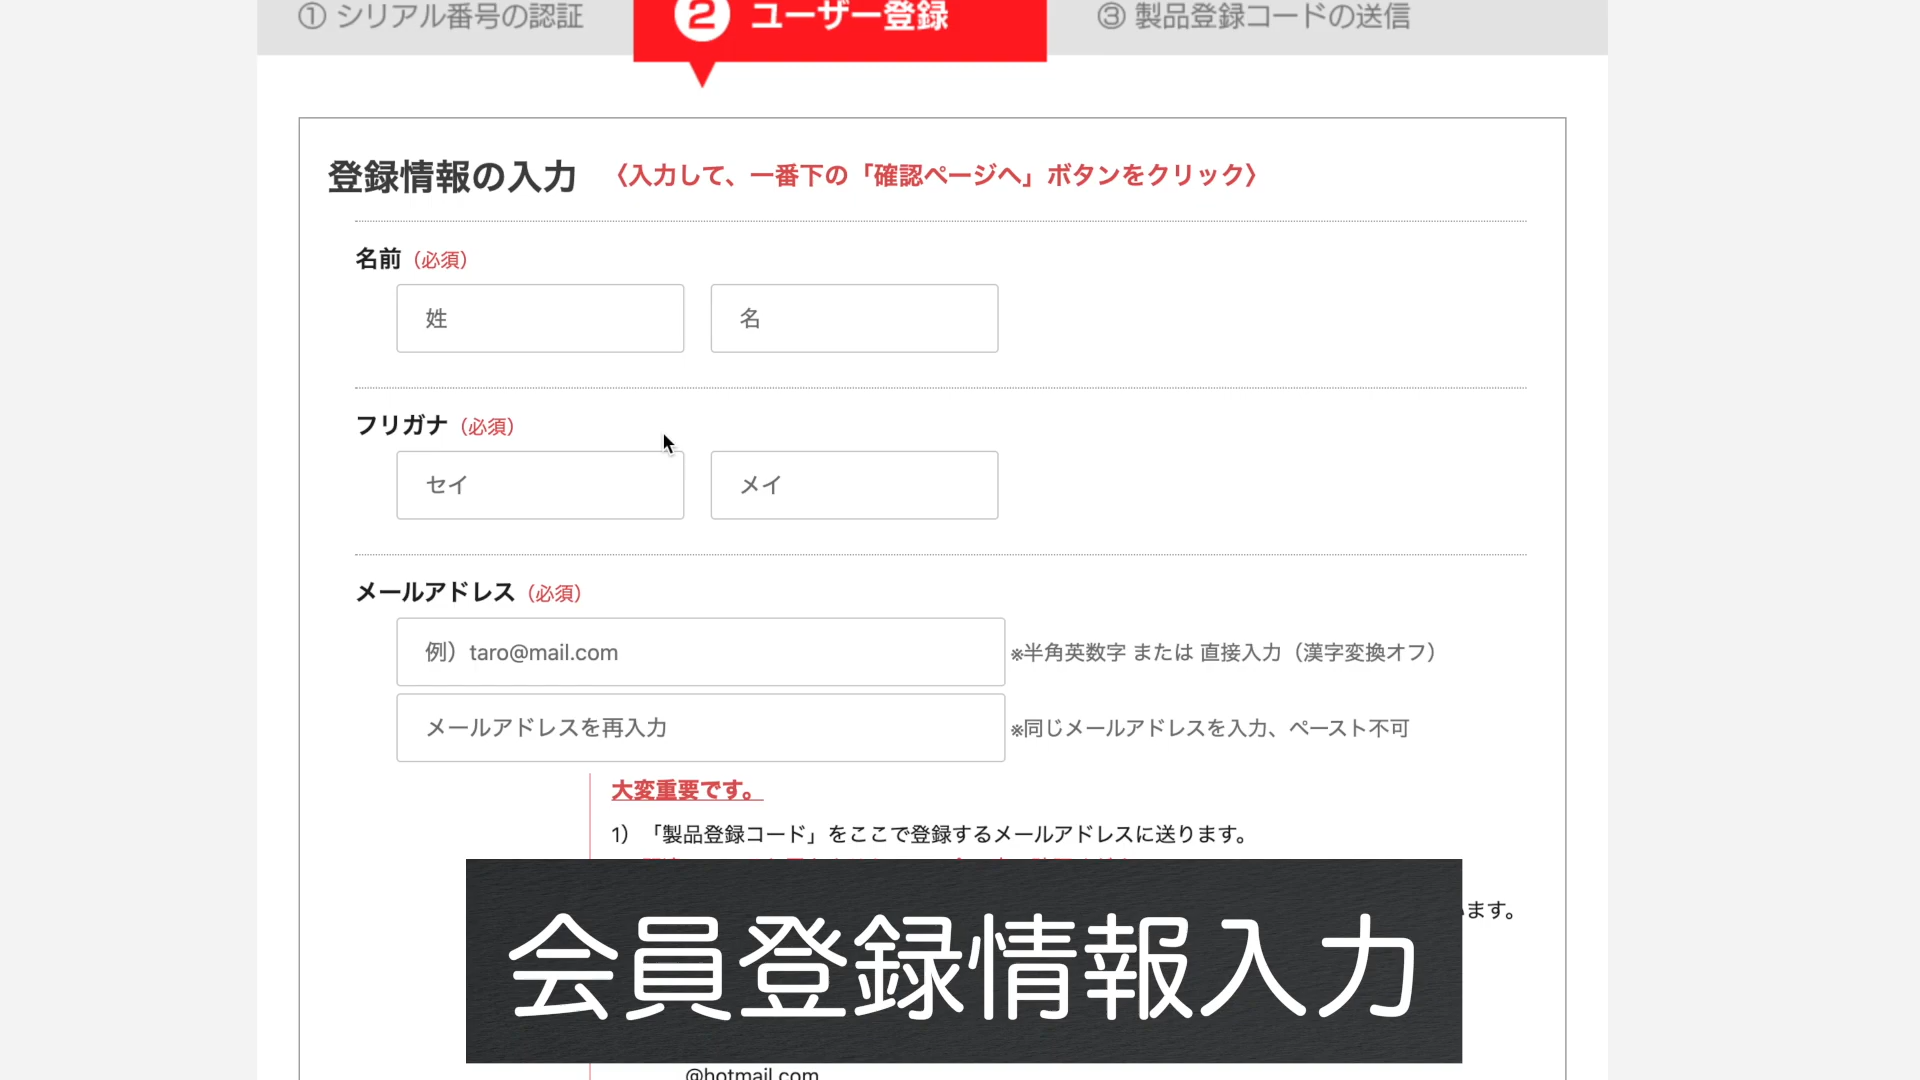 ① シリアル番号の認証
2 ユーザー登録
③ 製品登録コードの送信
登録情報の入力 〈入力して、一番下の「確認ページへ」ボタンをクリック〉
名前（必須）
姓 名
フリガナ（必須）
セイ メイ
メールアドレス（必須）
例）taro@mail.com ※半角英数字 または 直接入力（漢字変換オフ）
メールアドレスを再入力 ※同じメールアドレスを入力、ペースト不可
大変重要です。
1）「製品登録コード」をここで登録するメールアドレスに送ります。
います。
会員登録情報入力
@hotmail.com